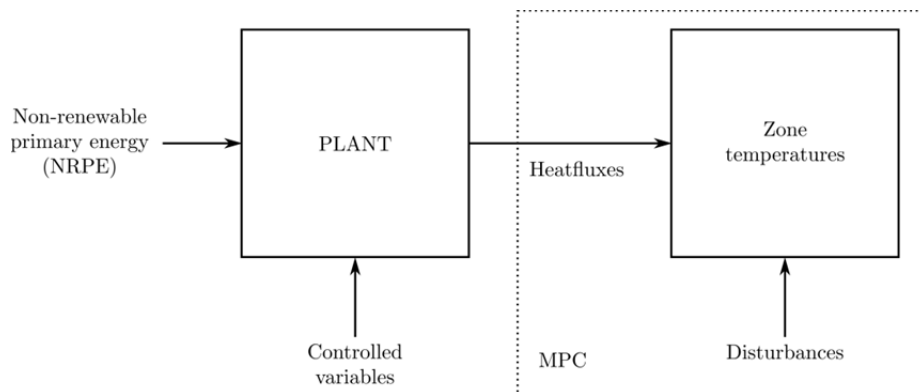 Non-renewable
primary energy
(NRPE)
PLANT
Heatfluxes
Zone
temperatures
Controlled
variables
MPC
Disturbances